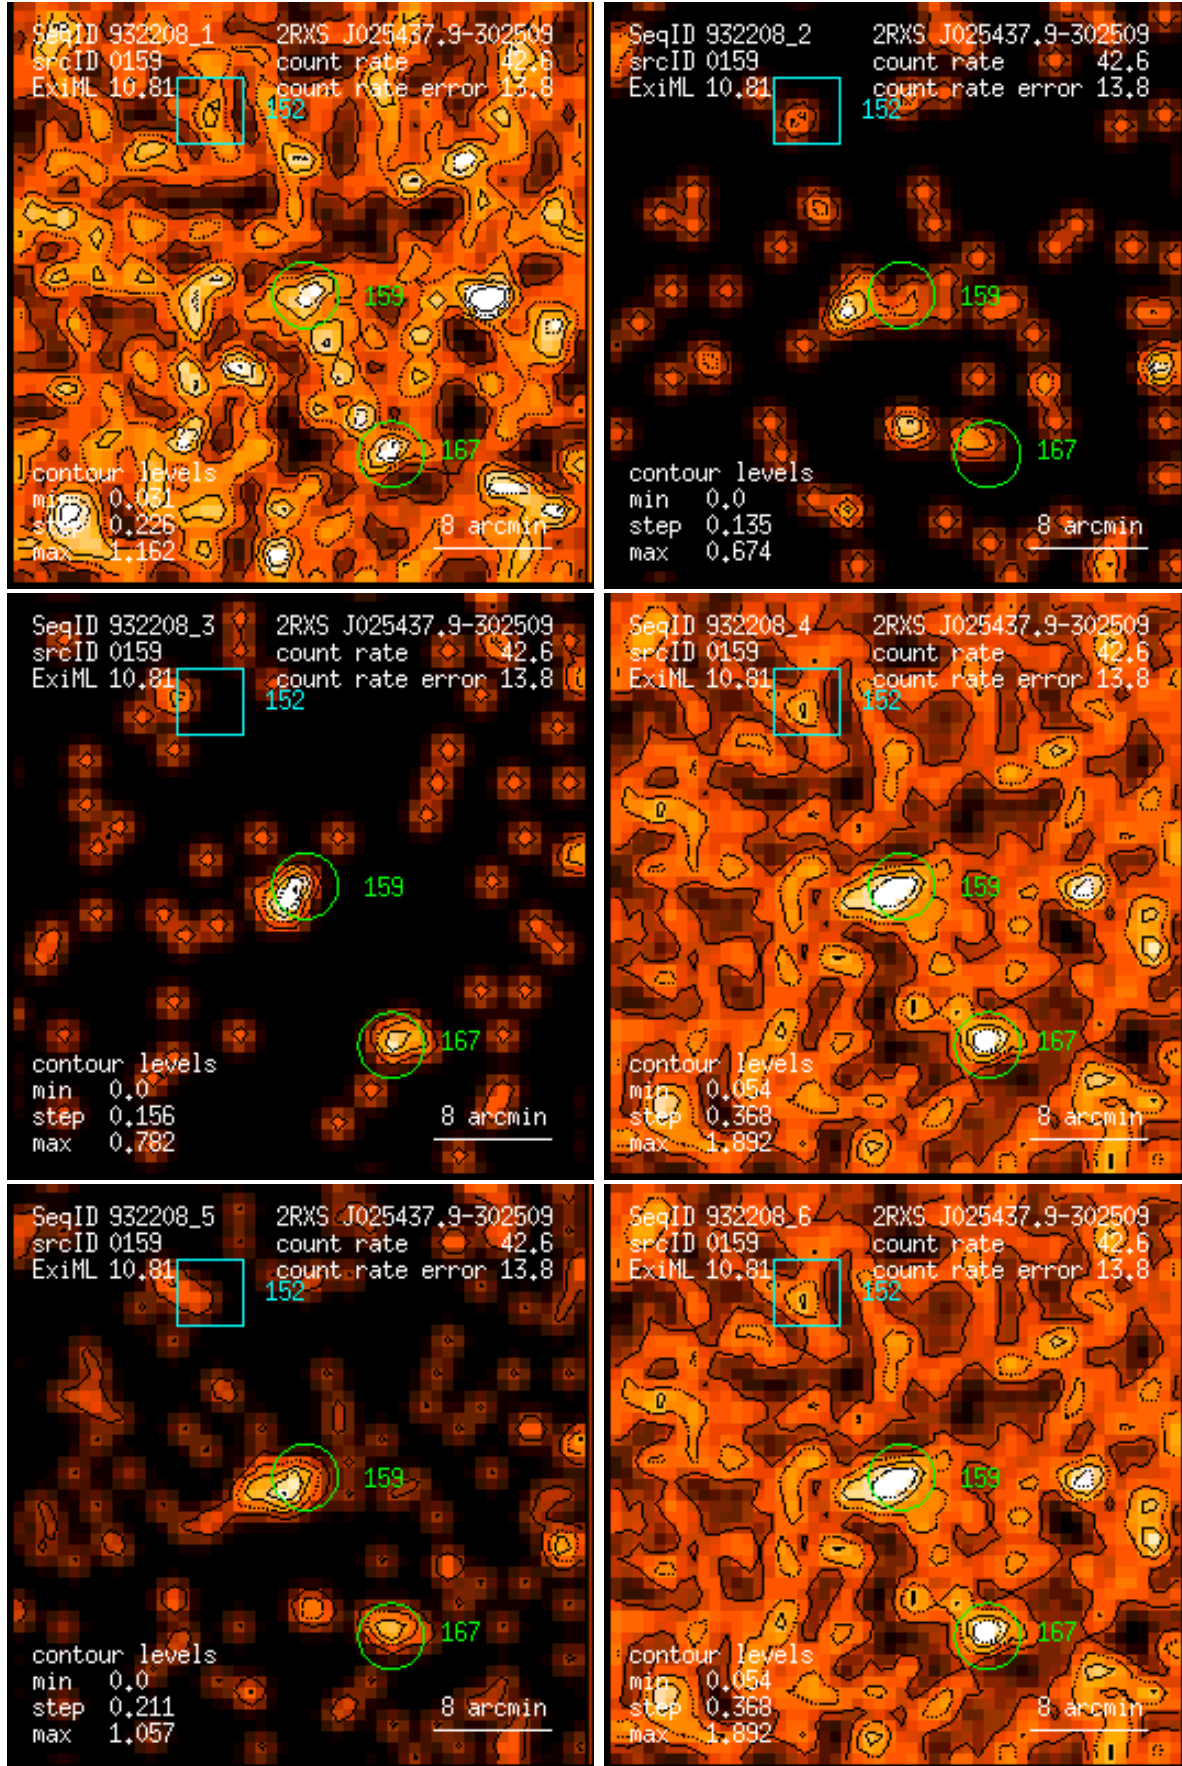 SeqID 932208_1 2RXS J025437.9-302509
srcID 0159 count rate 42.6
ExiML 10.81 count rate error 13.8
152
159
167
contour levels
min 0.031
step 0.226 8 arcmin
max 1.162
SeqID 932208_2 2RXS J025437.9-302509
srcID 0159 count rate 42.6
ExiML 10.81 count rate error 13.8
152
159
167
contour levels
min 0.0
step 0.135 8 arcmin
max 0.674
SeqID 932208_3 2RXS J025437.9-302509
srcID 0159 count rate 42.6
ExiML 10.81 count rate error 13.8
152
159
167
contour levels
min 0.0
step 0.156 8 arcmin
max 0.782
SeqID 932208_4 2RXS J025437.9-302509
srcID 0159 count rate 42.6
ExiML 10.81 count rate error 13.8
152
159
167
contour levels
min 0.054
step 0.368 8 arcmin
max 1.892
SeqID 932208_5 2RXS J025437.9-302509
srcID 0159 count rate 42.6
ExiML 10.81 count rate error 13.8
152
159
167
contour levels
min 0.0
step 0.211 8 arcmin
max 1.057
SeqID 932208_6 2RXS J025437.9-302509
srcID 0159 count rate 42.6
ExiML 10.81 count rate error 13.8
152
159
167
contour levels
min 0.054
step 0.368 8 arcmin
max 1.892